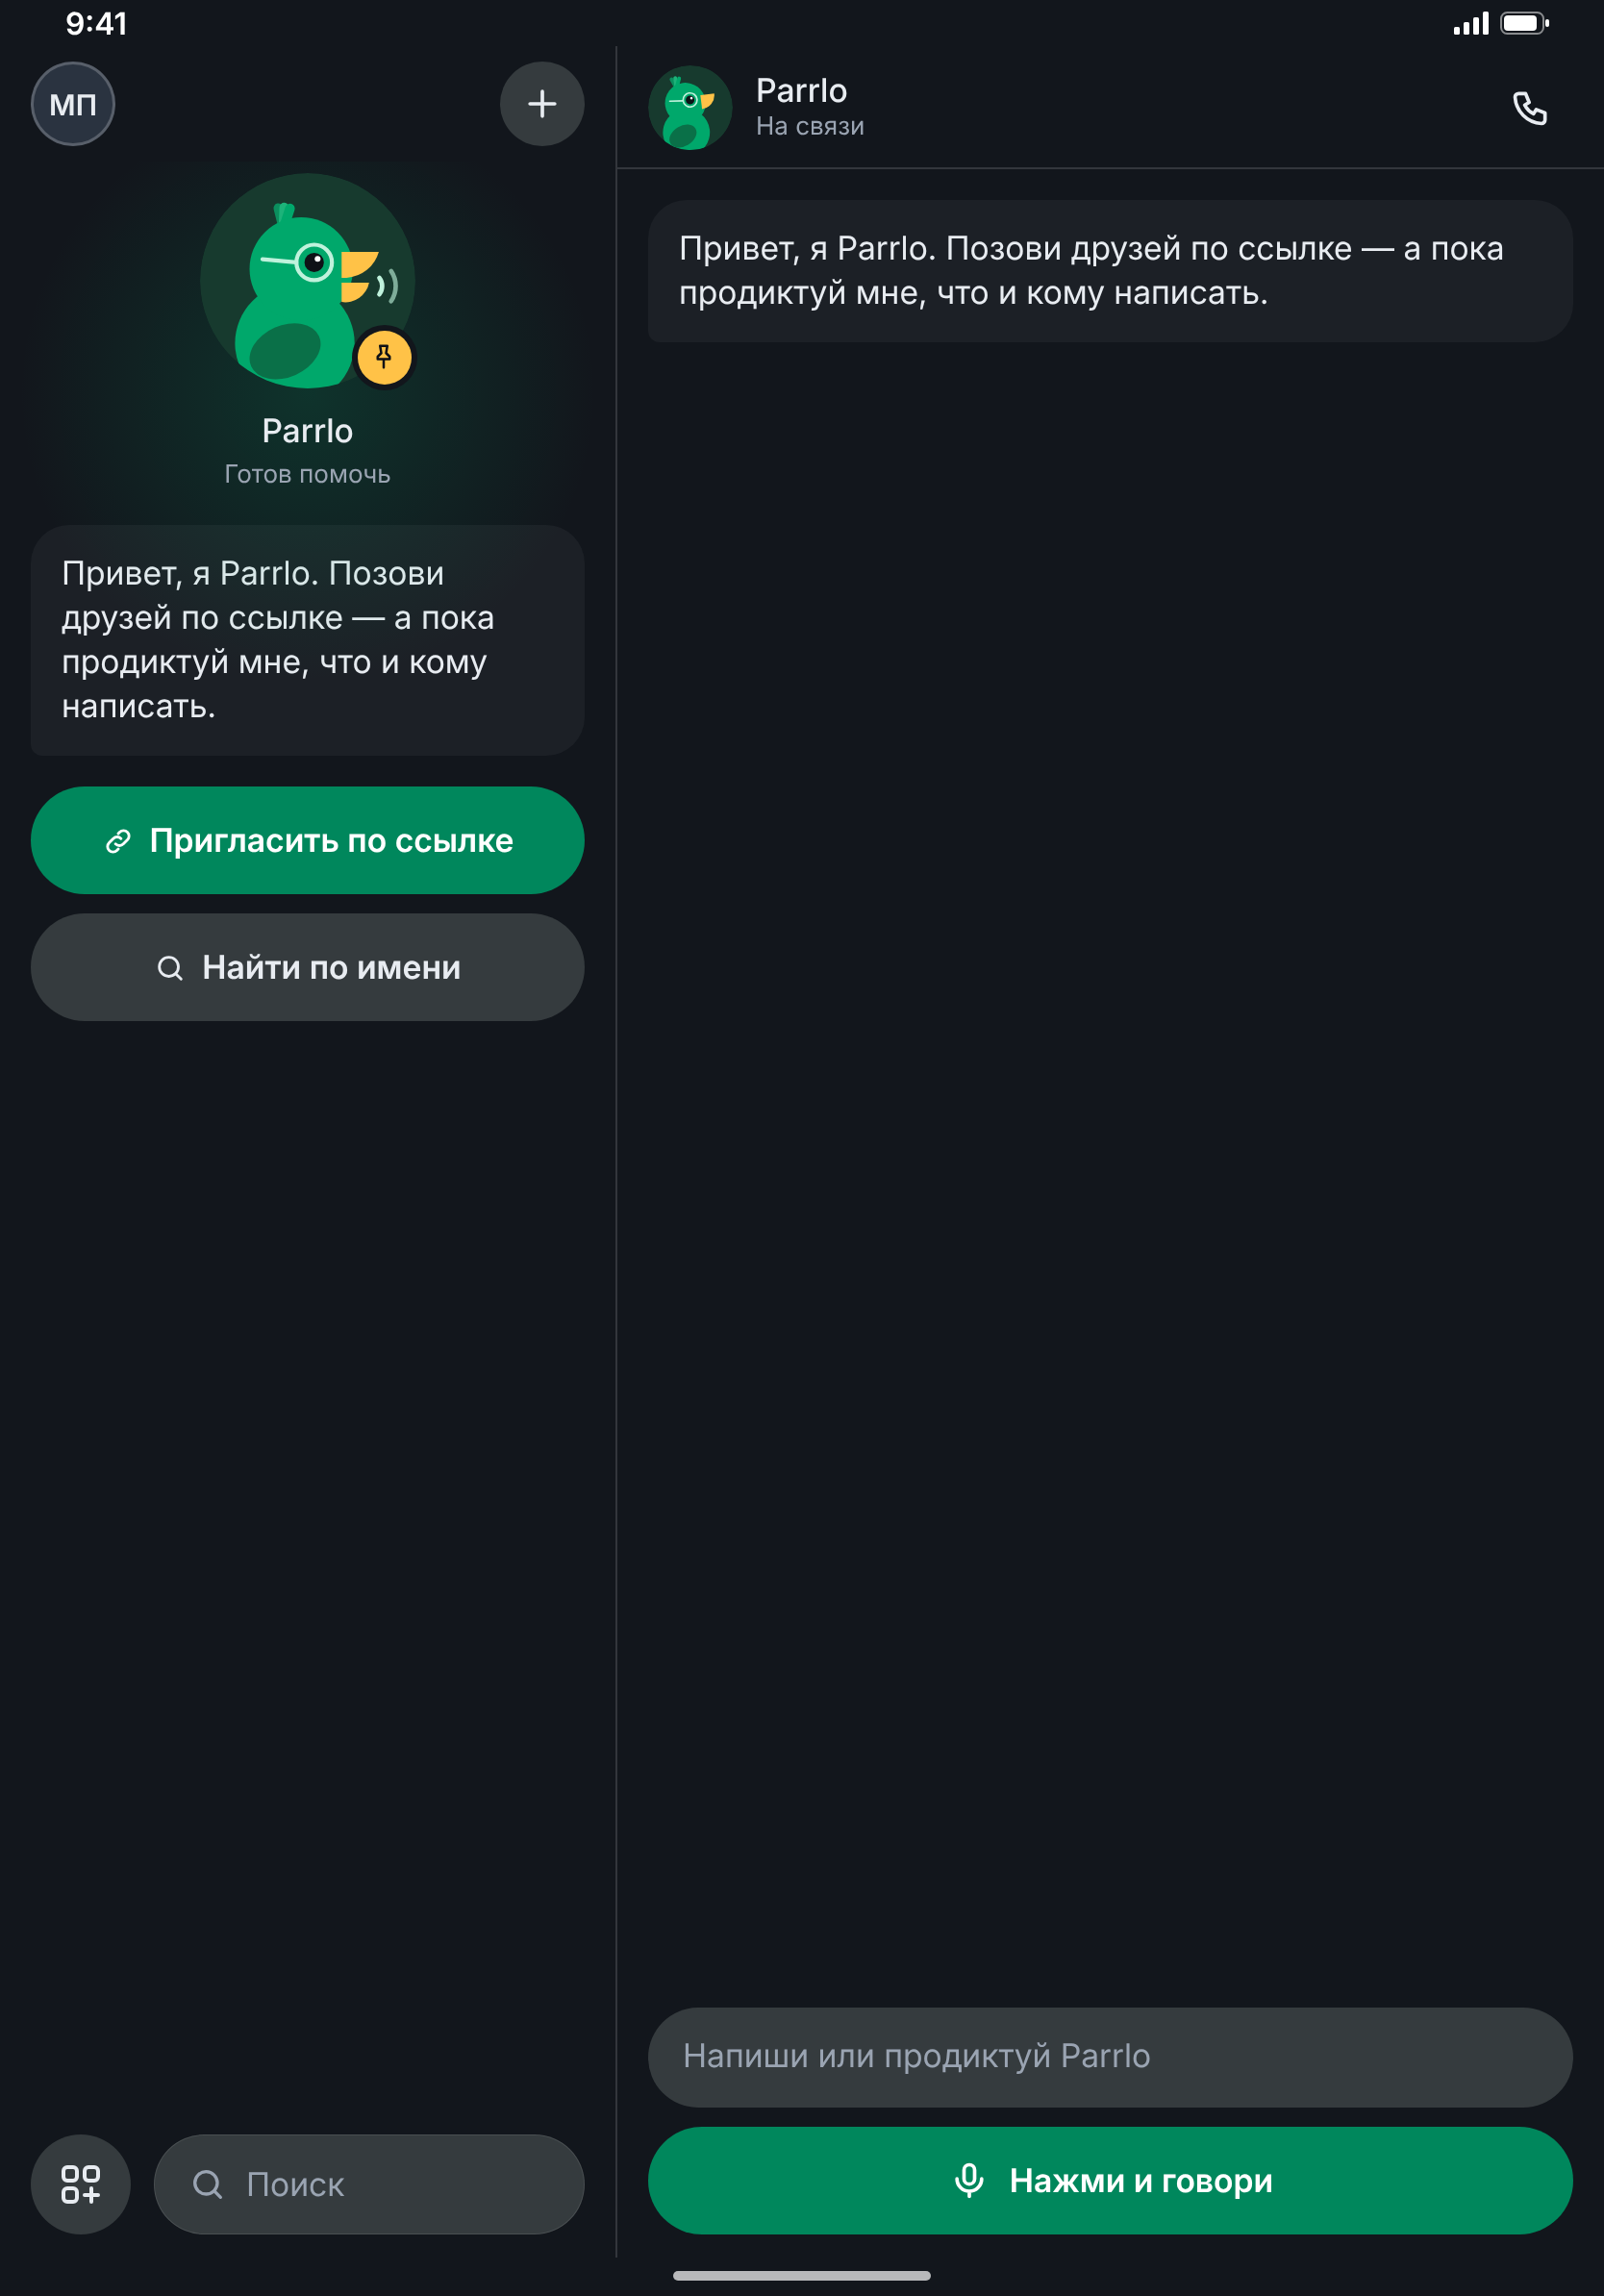 9:41
МП
Parrlo
Готов помочь
Привет, я Parrlo. Позови
друзей по ссылке — а пока
продиктуй мне, что и кому
написать.
Пригласить по ссылке
Найти по имени
Поиск
Parrlo
На связи
Привет, я Parrlo. Позови друзей по ссылке — а пока
продиктуй мне, что и кому написать.
Напиши или продиктуй Parrlo
Нажми и говори